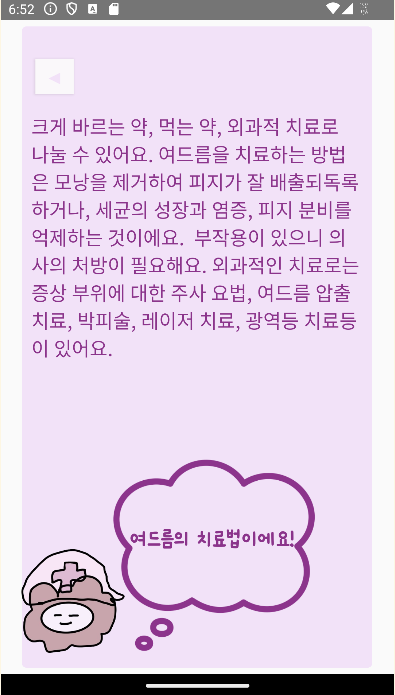 6:52
크게 바르는 약, 먹는 약, 외과적 치료로
나눌 수 있어요. 여드름을 치료하는 방법
은 모낭을 제거하여 피지가 잘 배출되독록
하거나, 세균의 성장과 염증, 피지 분비를
억제하는 것이에요.  부작용이 있으니 의
사의 처방이 필요해요. 외과적인 치료로는
증상 부위에 대한 주사 요법, 여드름 압출
치료, 박피술, 레이저 치료, 광역등 치료등
이 있어요.
여드름의 치료법이에요!